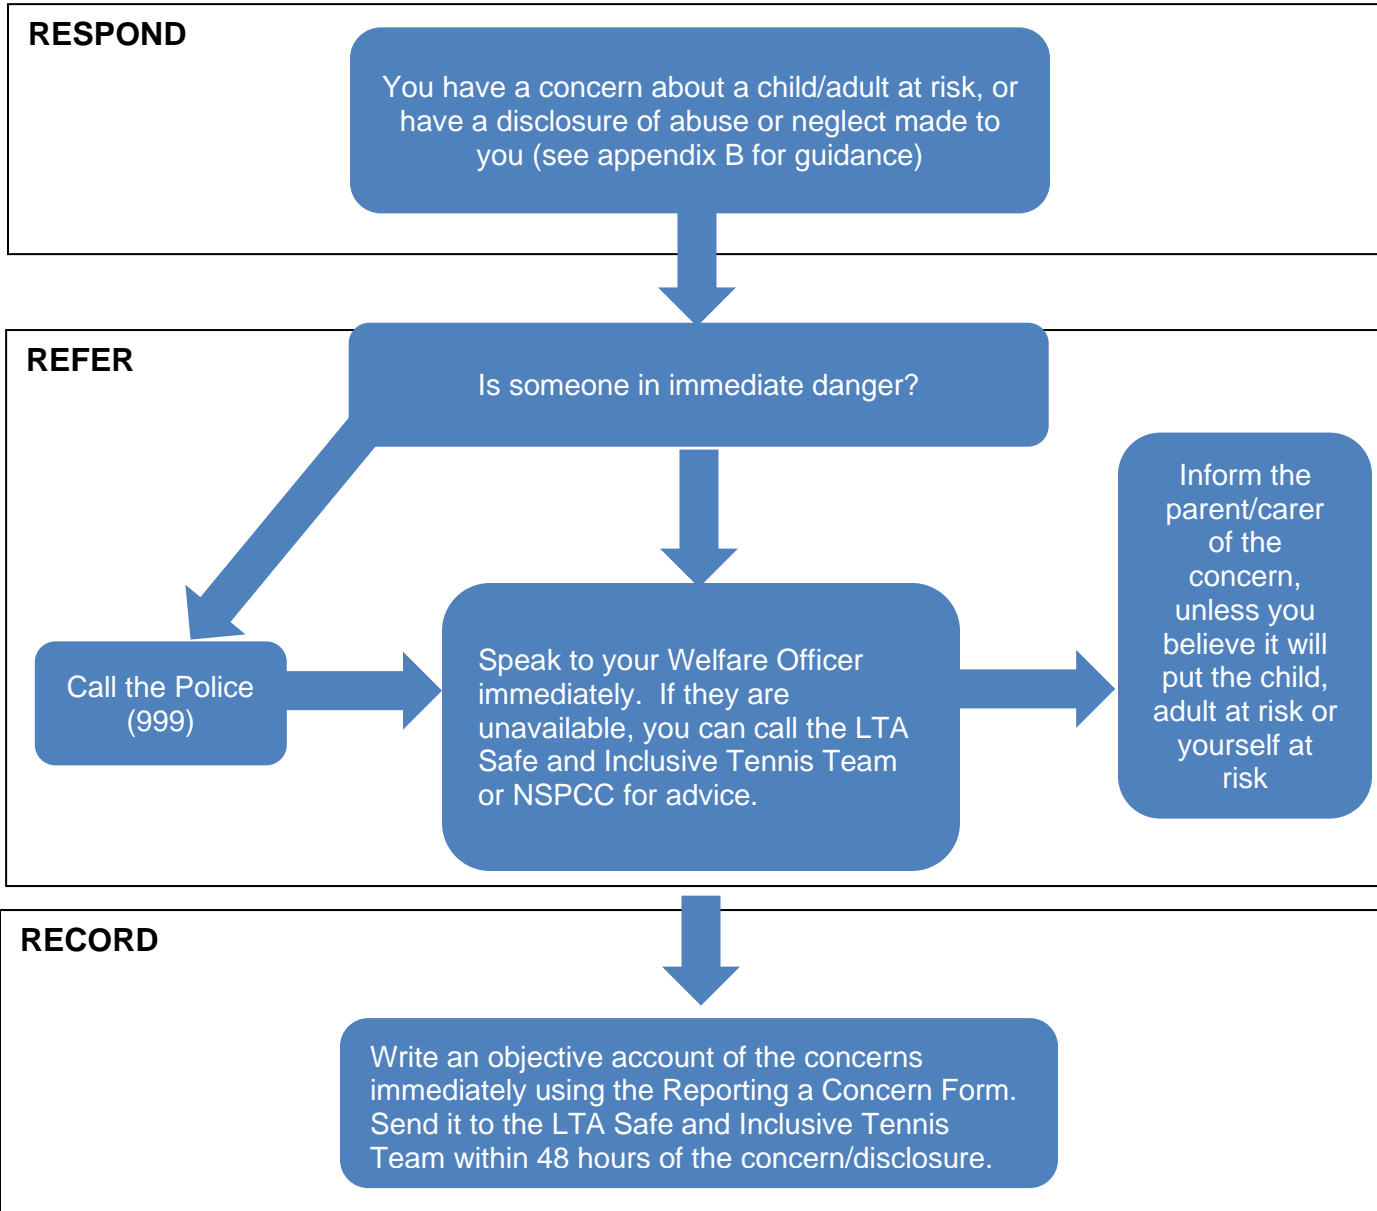 RESPOND
You have a concern about a child/adult at risk, or
have a disclosure of abuse or neglect made to
you (see appendix B for guidance)
REFER
Is someone in immediate danger?
Call the Police
(999)
Speak to your Welfare Officer
immediately.  If they are
unavailable, you can call the LTA
Safe and Inclusive Tennis Team
or NSPCC for advice.
Inform the
parent/carer
of the
concern,
unless you
believe it will
put the child,
adult at risk or
yourself at
risk
RECORD
Write an objective account of the concerns
immediately using the Reporting a Concern Form.
Send it to the LTA Safe and Inclusive Tennis
Team within 48 hours of the concern/disclosure.